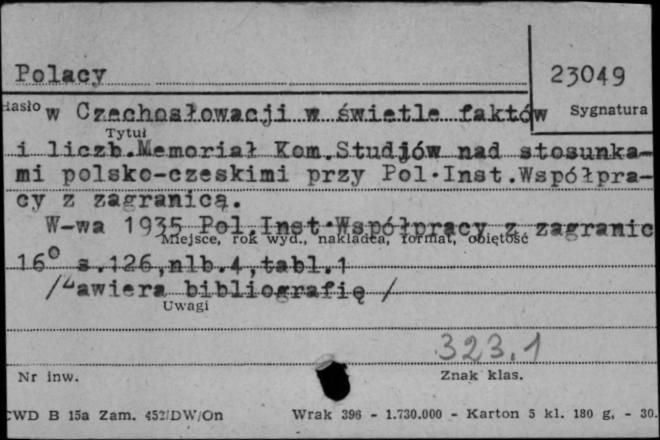 Polacy
23049
Hasło
Sygnatura
w Czechosłowacji w świetle faktów
Tytuł
i liczb.Memoriał Kom.Studjów nad stosunka-
mi polsko-czeskimi przy Pol.Inst.Współpra-
cy z zagranicą.
W-wa 1935 Pol.Inst.Współpracy z zagranic
Miejsce, rok wyd., nakładca, format, objętość
16° s.126,nlb.4,tabl.1
/Zawiera bibliografię /
Uwagi
323.1
Nr inw.
Znak klas.
CWD B 15a Zam. 452/DW/On
Wrak 396 - 1.730.000 - Karton 5 kl. 180 g. - 30.